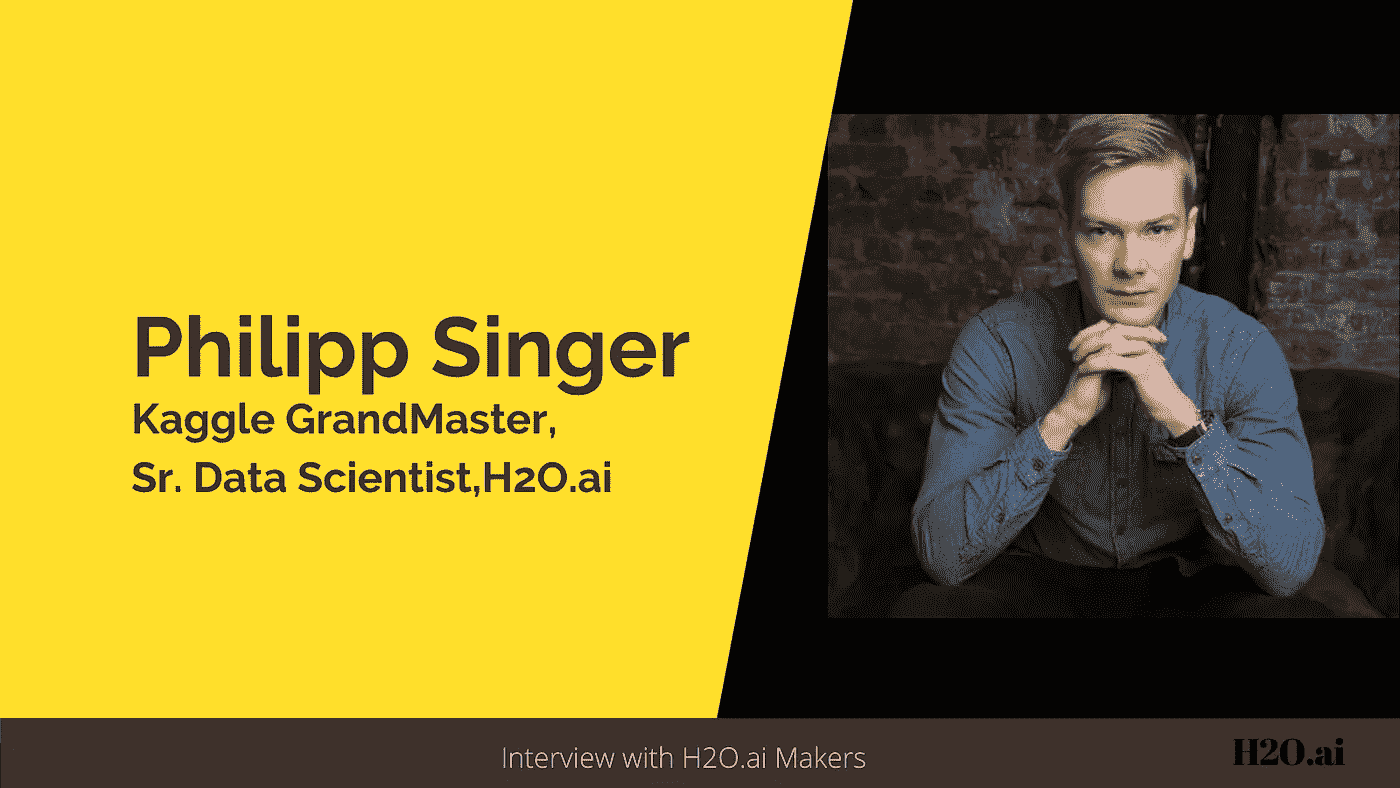 Philipp Singer
Kaggle GrandMaster,
Sr. Data Scientist,H2O.ai
Interview with H2O.ai Makers
H2O.ai